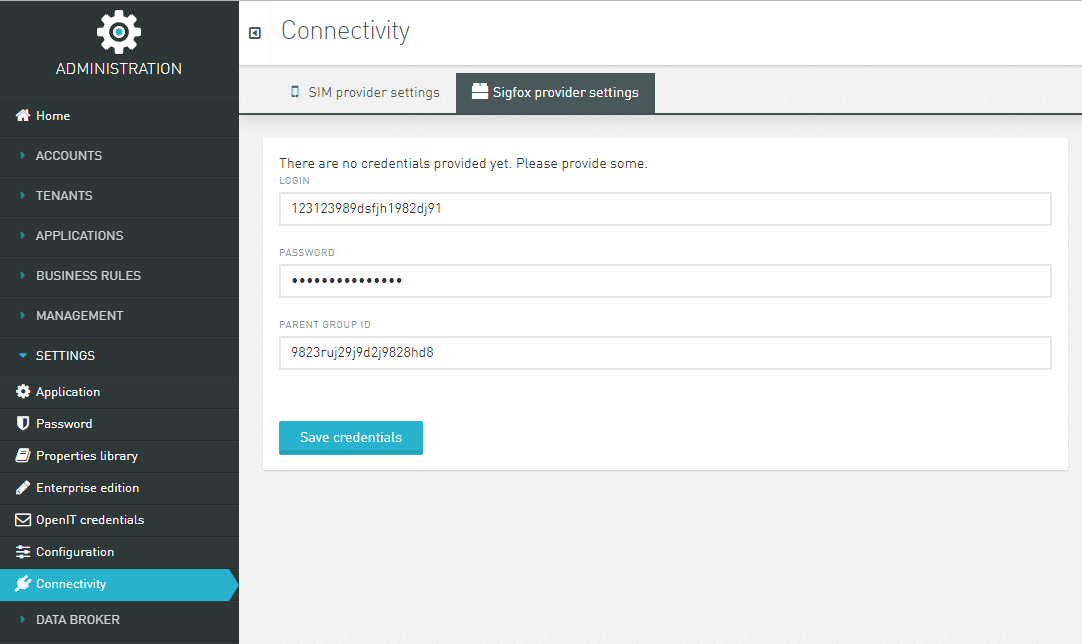 ADMINISTRATION
Home
ACCOUNTS
TENANTS
APPLICATIONS
BUSINESS RULES
MANAGEMENT
SETTINGS
Application
Password
Properties library
Enterprise edition
OpenIT credentials
Configuration
Connectivity
DATA BROKER
Connectivity
SIM provider settings
Sigfox provider settings
There are no credentials provided yet. Please provide some.
LOGIN
123123989dsfjh1982dj91
PASSWORD
•••••••••••••••
PARENT GROUP ID
9823ruj29j9d2j9828hd8
Save credentials